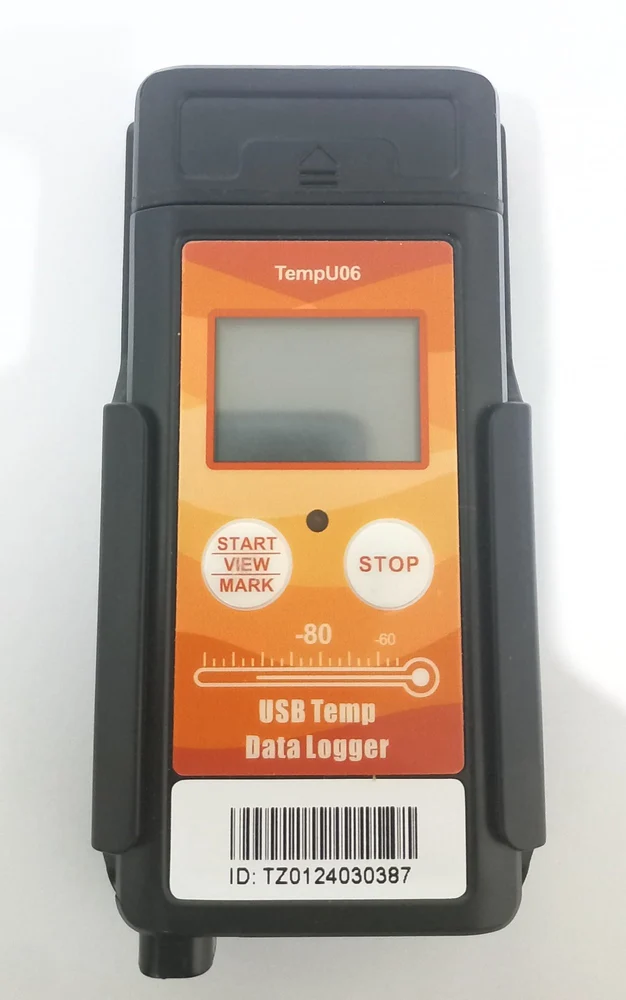 TempU06
START
VIEW
MARK
STOP
-80 -60
USB Temp
Data Logger
ID: TZ0124030387